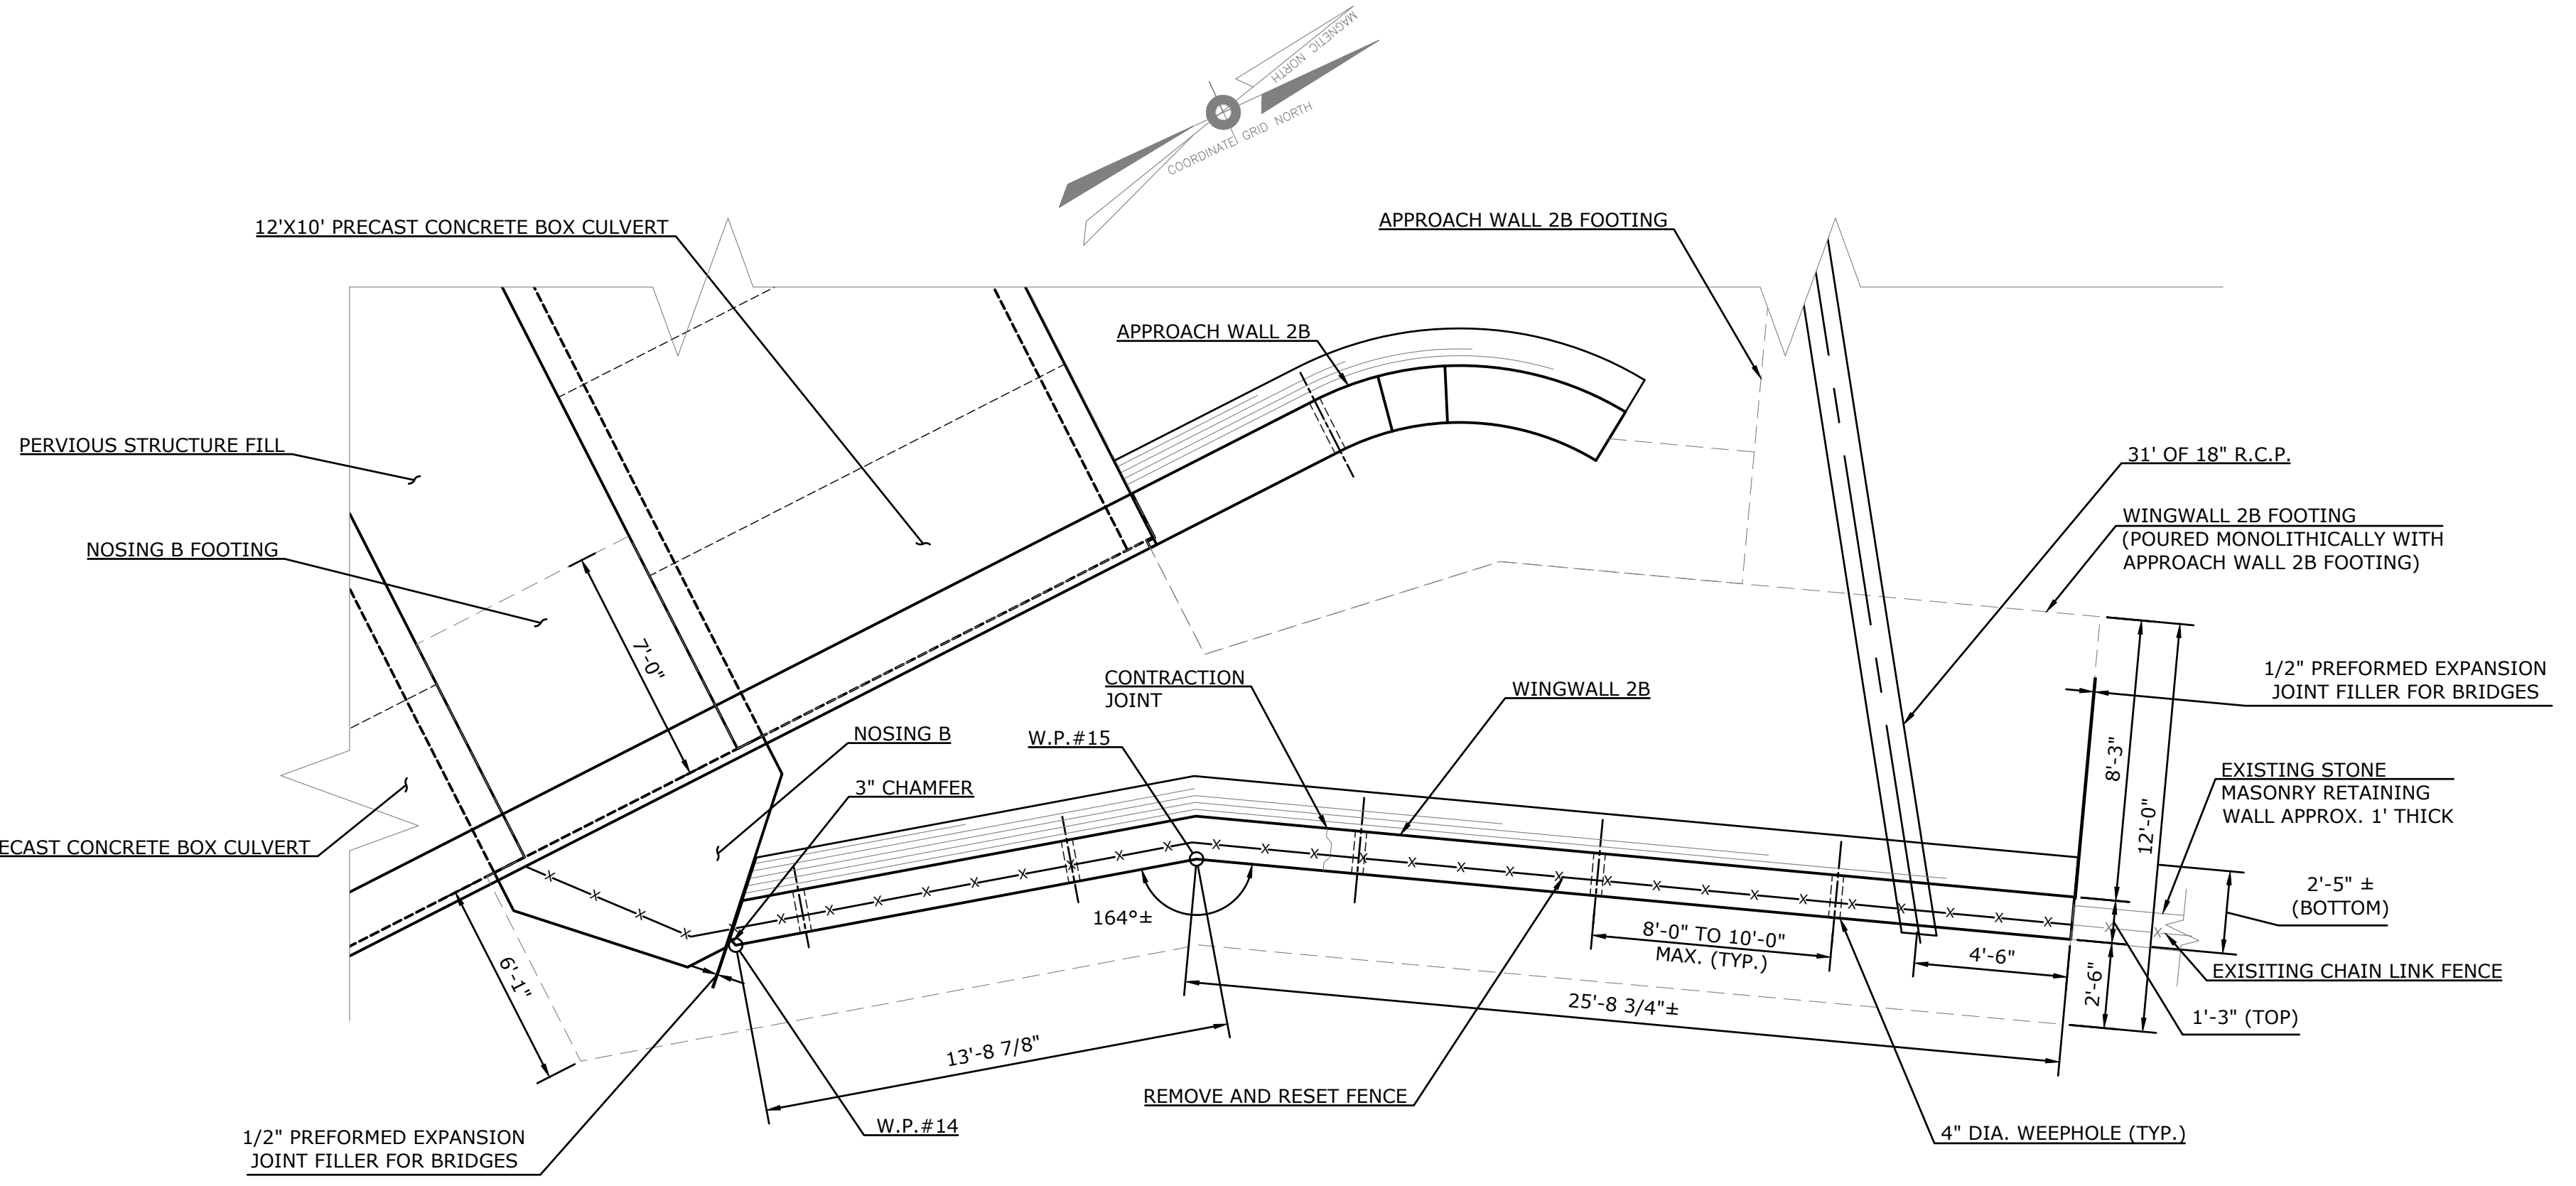 MAGNETIC NORTH
COORDINATE GRID NORTH
12'X10' PRECAST CONCRETE BOX CULVERT
APPROACH WALL 2B FOOTING
APPROACH WALL 2B
PERVIOUS STRUCTURE FILL
31' OF 18" R.C.P.
WINGWALL 2B FOOTING
(POURED MONOLITHICALLY WITH
APPROACH WALL 2B FOOTING)
NOSING B FOOTING
7'-0"
CONTRACTION
JOINT
WINGWALL 2B
1/2" PREFORMED EXPANSION
JOINT FILLER FOR BRIDGES
NOSING B
W.P.#15
8'-3"
3" CHAMFER
EXISTING STONE
MASONRY RETAINING
WALL APPROX. 1' THICK
12'-0"
ECAST CONCRETE BOX CULVERT
2'-5" ±
(BOTTOM)
164°±
8'-0" TO 10'-0"
MAX. (TYP.)
4'-6"
EXISITING CHAIN LINK FENCE
6'-1"
2'-6"
25'-8 3/4"±
1'-3" (TOP)
13'-8 7/8"
REMOVE AND RESET FENCE
W.P.#14
4" DIA. WEEPHOLE (TYP.)
1/2" PREFORMED EXPANSION
JOINT FILLER FOR BRIDGES